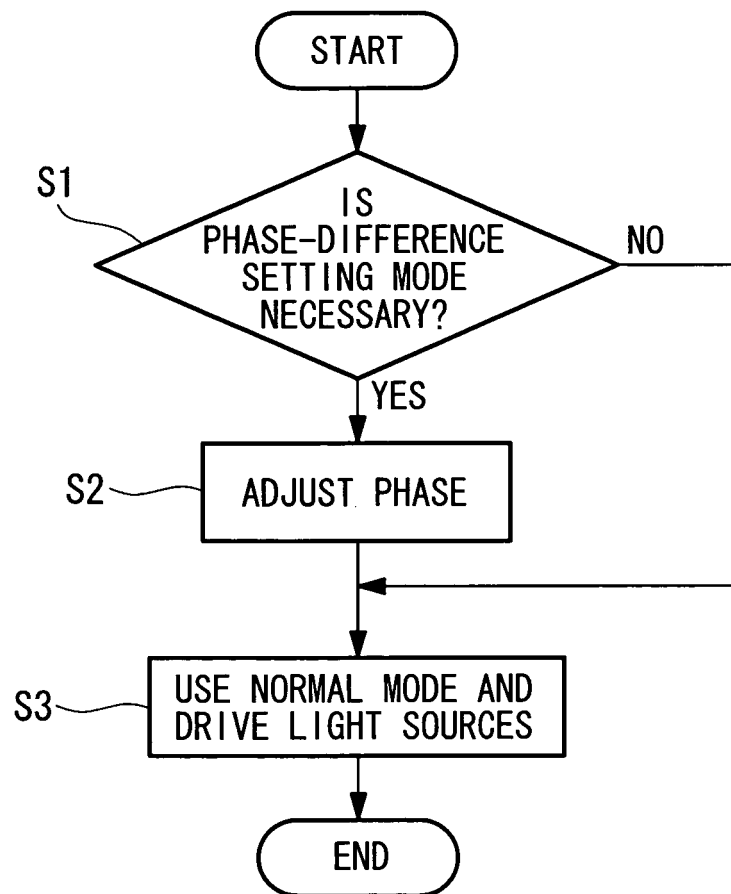 START
S1
IS
PHASE-DIFFERENCE
SETTING MODE
NECESSARY?
NO
YES
S2
ADJUST PHASE
S3
USE NORMAL MODE AND
DRIVE LIGHT SOURCES
END